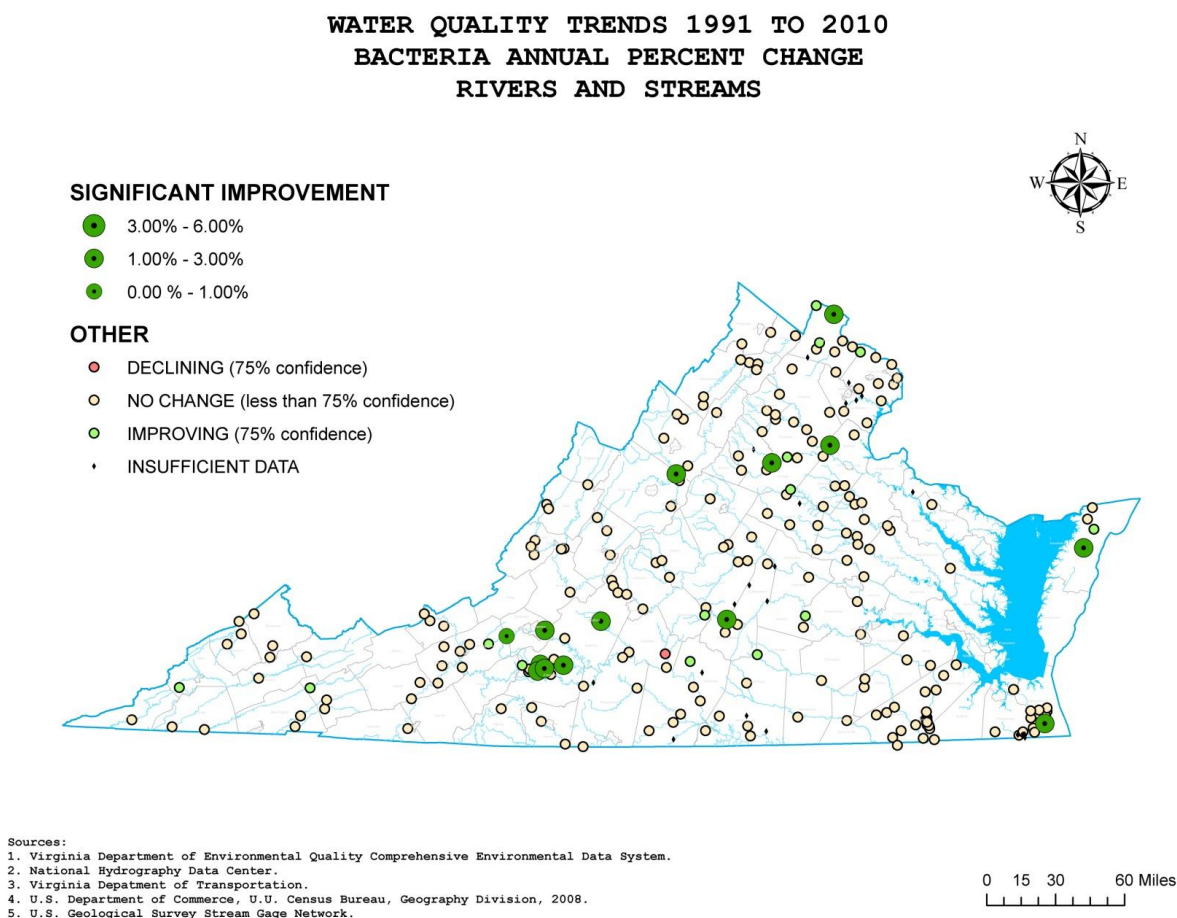 WATER QUALITY TRENDS 1991 TO 2010
BACTERIA ANNUAL PERCENT CHANGE
RIVERS AND STREAMS
N
W E
S
SIGNIFICANT IMPROVEMENT
3.00% - 6.00%
1.00% - 3.00%
0.00 % - 1.00%
OTHER
DECLINING (75% confidence)
NO CHANGE (less than 75% confidence)
IMPROVING (75% confidence)
INSUFFICIENT DATA
Sources:
1. Virginia Department of Environmental Quality Comprehensive Environmental Data System.
2. National Hydrography Data Center.
3. Virginia Depatment of Transportation.
4. U.S. Department of Commerce, U.U. Census Bureau, Geography Division, 2008.
5. U.S. Geological Survey Stream Gage Network.
0 15 30 60 Miles